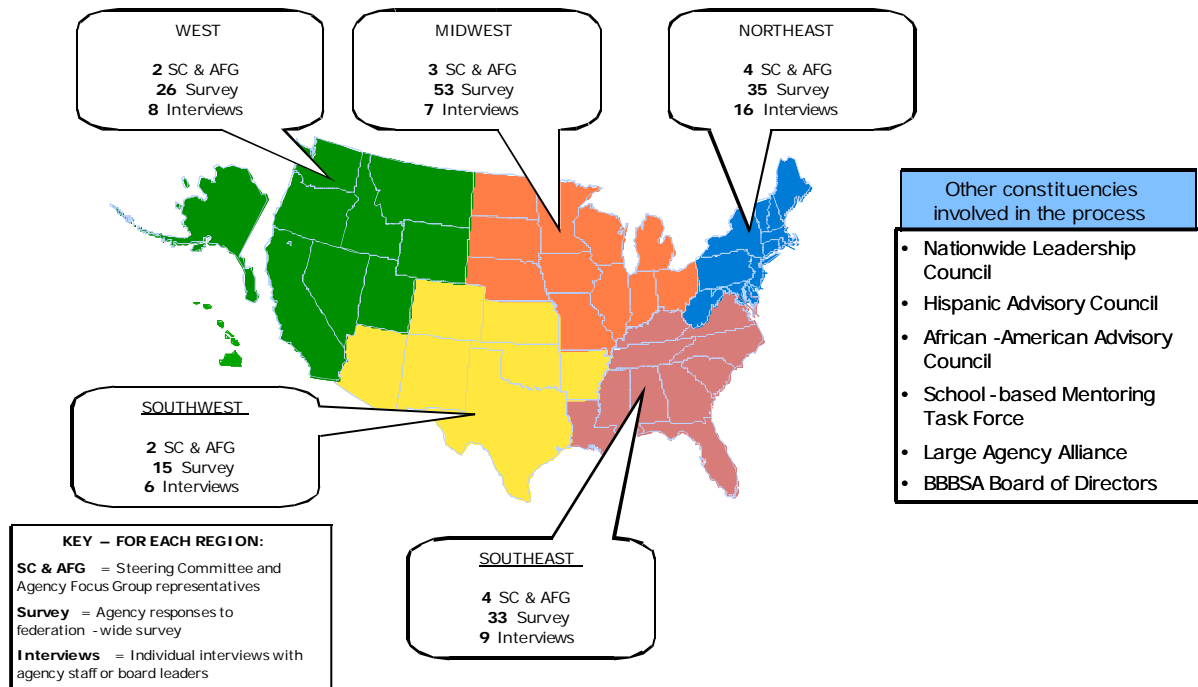 WEST
2 SC & AFG
26 Survey
8 Interviews
MIDWEST
3 SC & AFG
53 Survey
7 Interviews
NORTHEAST
4 SC & AFG
35 Survey
16 Interviews
Other constituencies
involved in the process
• Nationwide Leadership
Council
• Hispanic Advisory Council
• African -American Advisory
Council
• School -based Mentoring
Task Force
• Large Agency Alliance
• BBBSA Board of Directors
SOUTHWEST
2 SC & AFG
15 Survey
6 Interviews
SOUTHEAST
4 SC & AFG
33 Survey
9 Interviews
KEY – FOR EACH REGION:
SC & AFG = Steering Committee and
Agency Focus Group representatives
Survey = Agency responses to
federation -wide survey
Interviews = Individual interviews with
agency staff or board leaders